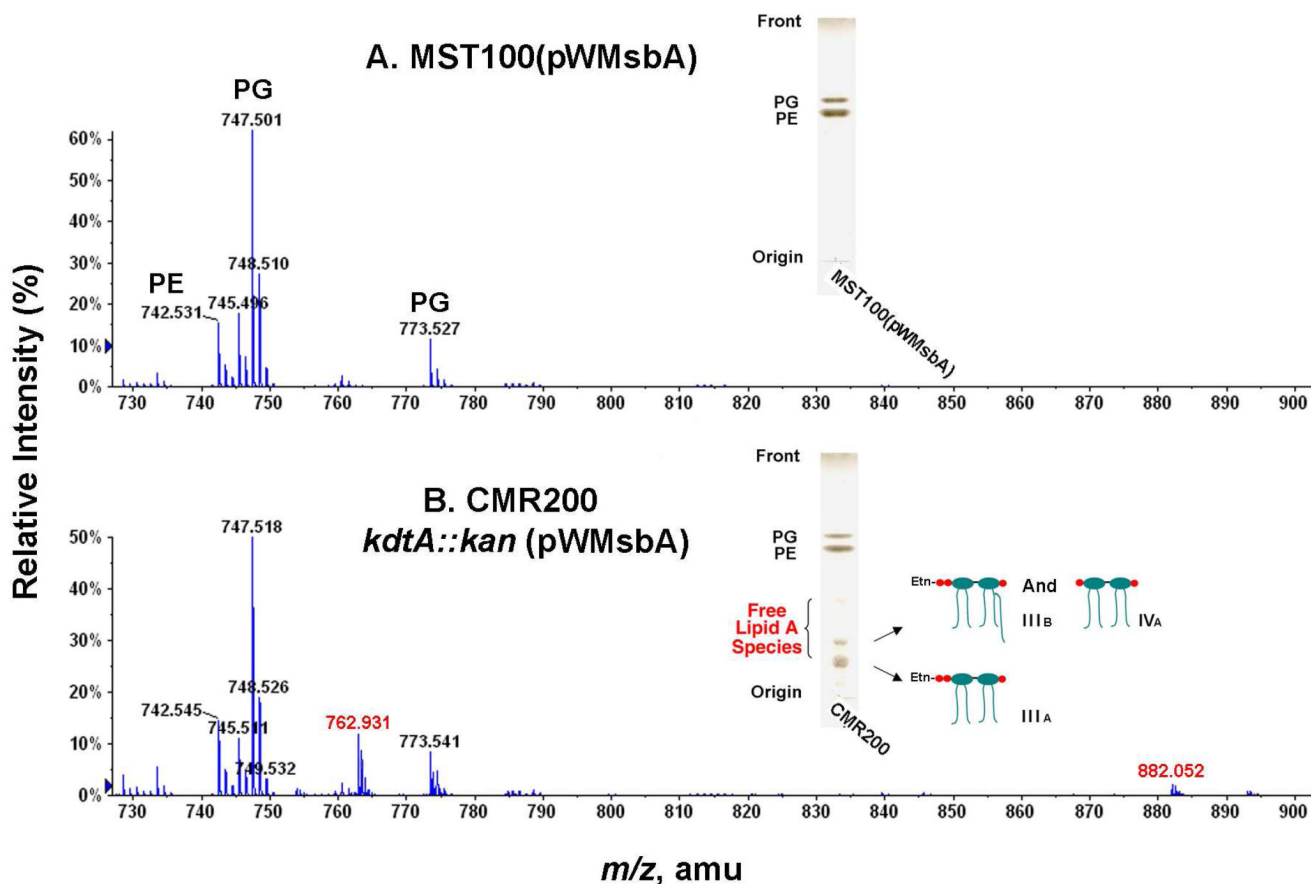 A. MST100(pWMsbA)
Front
PG
PE
Origin
MST100(pWMsbA)
PG
747.501
748.510
PE
745.496
742.531
PG
773.527
60%
50%
40%
30%
20%
10%
0%
730 740 750 760 770 780 790 800 810 820 830 840 850 860 870 880 890 900
Relative Intensity (%)
B. CMR200
kdtA::kan (pWMsbA)
Front
PG
PE
Free
Lipid A
Species
Origin
CMR200
Etn-
And
IIIB
IVA
Etn-
IIIA
747.518
748.526
742.545
745.511
749.532
762.931
773.541
882.052
50%
40%
30%
20%
10%
0%
730 740 750 760 770 780 790 800 810 820 830 840 850 860 870 880 890 900
m/z, amu